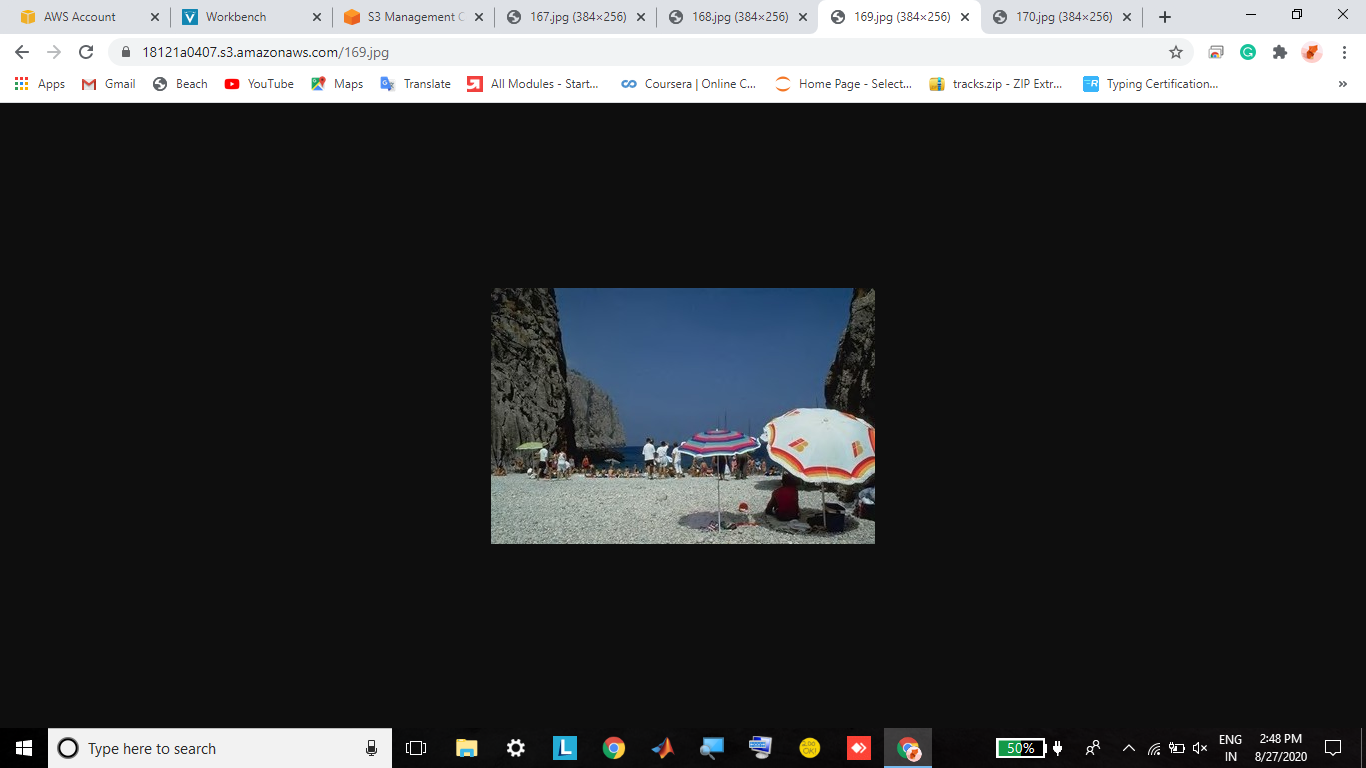 AWS Account
Workbench
S3 Management C
167.jpg (384×256)
168.jpg (384×256)
169.jpg (384×256)
170.jpg (384×256)
18121a0407.s3.amazonaws.com/169.jpg
Apps
Gmail
Beach
YouTube
Maps
Translate
All Modules - Start...
Coursera | Online C...
Home Page - Select...
tracks.zip - ZIP Extr...
Typing Certification...
Type here to search
50%
ENG
IN
2:48 PM
8/27/2020